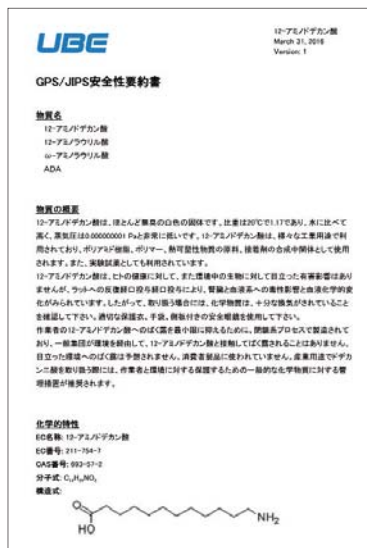 UBE
12-アミノドデカン酸
March 31, 2016
Version: 1
GPS/JIPS安全性要約書
物質名
12-アミノドデカン酸
12-アミノラウリル酸
ω-アミノラウリル酸
ADA
物質の概要
12-アミノドデカン酸は、ほとんど無臭の白色の固体です。比重は20℃で1.17であり、水に比べて
高く、蒸気圧は0.000000001 Paと非常に低いです。12-アミノドデカン酸は、様々な工業用途で利
用されており、ポリアミド樹脂、ポリマー、熱可塑性物質の原料、接着剤の合成中間体として使用
されます。また、実験試薬としても利用されています。
12-アミノドデカン酸は、ヒトの健康に対して、また環境中の生物に対して目立った有害影響はあり
ませんが、ラットへの反復経口投与経口投与により、腎臓と血液系への毒性影響と血液化学的変
化がみられています。したがって、取り扱う場合には、化学物質は、十分な換気がされていること
を確認して下さい。適切な保護衣、手袋、側板付きの安全眼鏡を使用して下さい。
作業者の12-アミノドデカン酸へのばく露を最小限に抑えるために、閉鎖系プロセスで製造されて
おり、一般集団が環境を経由して、12-アミノドデカン酸と接触してばく露されることはありません。
目立った環境へのばく露は予想されません。消費者製品に使われていません。産業用途でドデカ
ン二酸を取り扱う際には、作業者と環境に対する保護するための一般的な化学物質に対する管
理措置が推奨されます。
化学的特性
EC名称: 12-アミノドデカン酸
EC番号: 211-754-7
CAS番号: 693-57-2
分子式: C₁₂H₂₅NO₂
構造式:
O
HO
NH₂